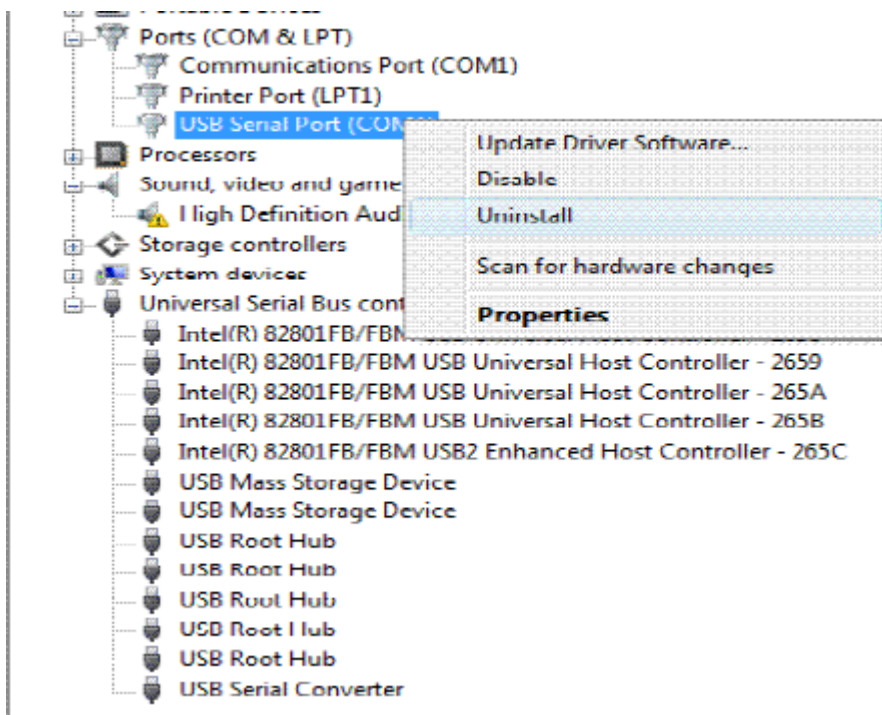 Ports (COM & LPT)
Communications Port (COM1)
Printer Port (LPT1)
USB Serial Port
Update Driver Software...
Processors
Disable
Sound, video and game
High Definition Aud
Uninstall
Storage controllers
Scan for hardware changes
System devices
Universal Serial Bus cont
Properties
Intel(R) 82801FB/FBM
Intel(R) 82801FB/FBM USB Universal Host Controller - 2659
Intel(R) 82801FB/FBM USB Universal Host Controller - 265A
Intel(R) 82801FB/FBM USB Universal Host Controller - 265B
Intel(R) 82801FB/FBM USB2 Enhanced Host Controller - 265C
USB Mass Storage Device
USB Mass Storage Device
USB Root Hub
USB Root Hub
USB Root Hub
USB Root Hub
USB Root Hub
USB Serial Converter